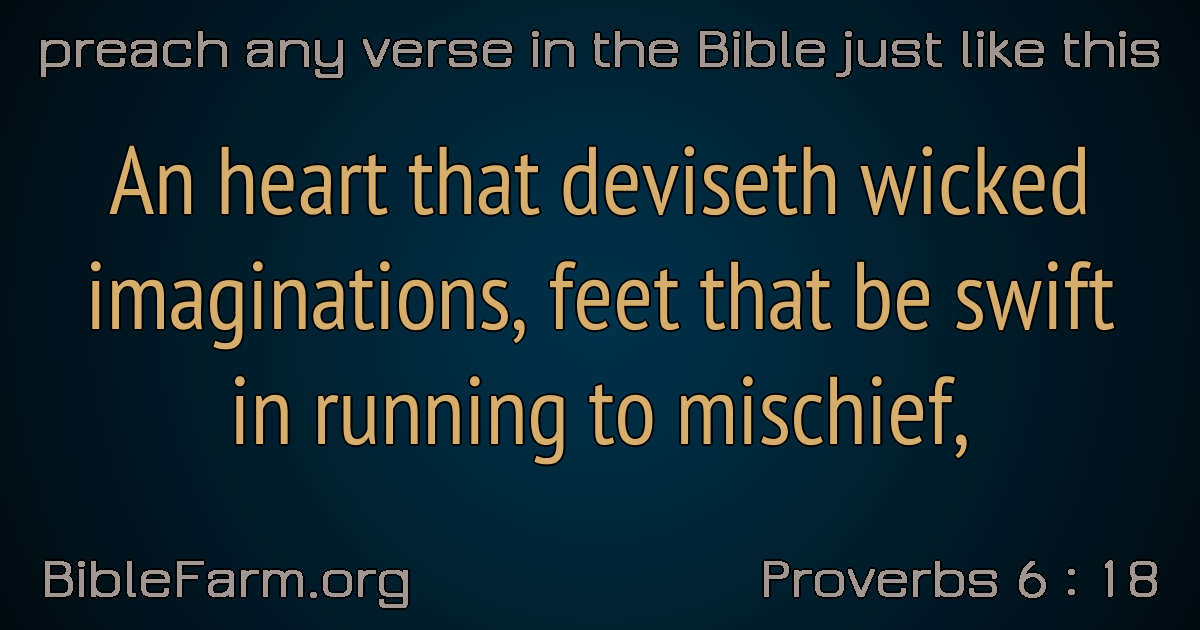 preach any verse in the Bible just like this
An heart that deviseth wicked
imaginations, feet that be swift
in running to mischief,
BibleFarm.org
Proverbs 6 : 18